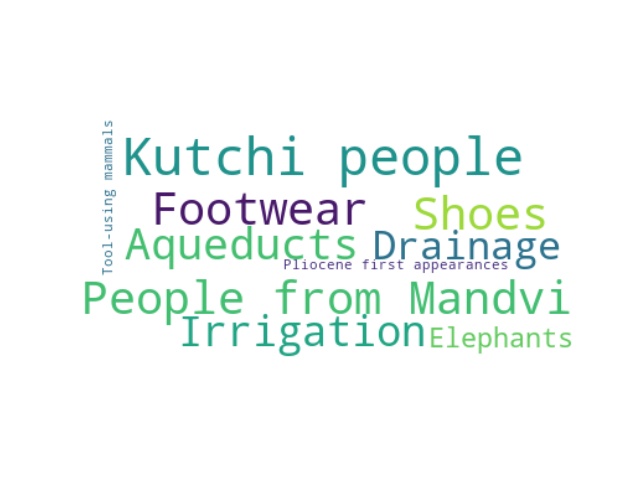 Tool-using mammals
Kutchi people
Footwear
Shoes
Aqueducts
Drainage
Pliocene first appearances
People from Mandvi
Irrigation
Elephants